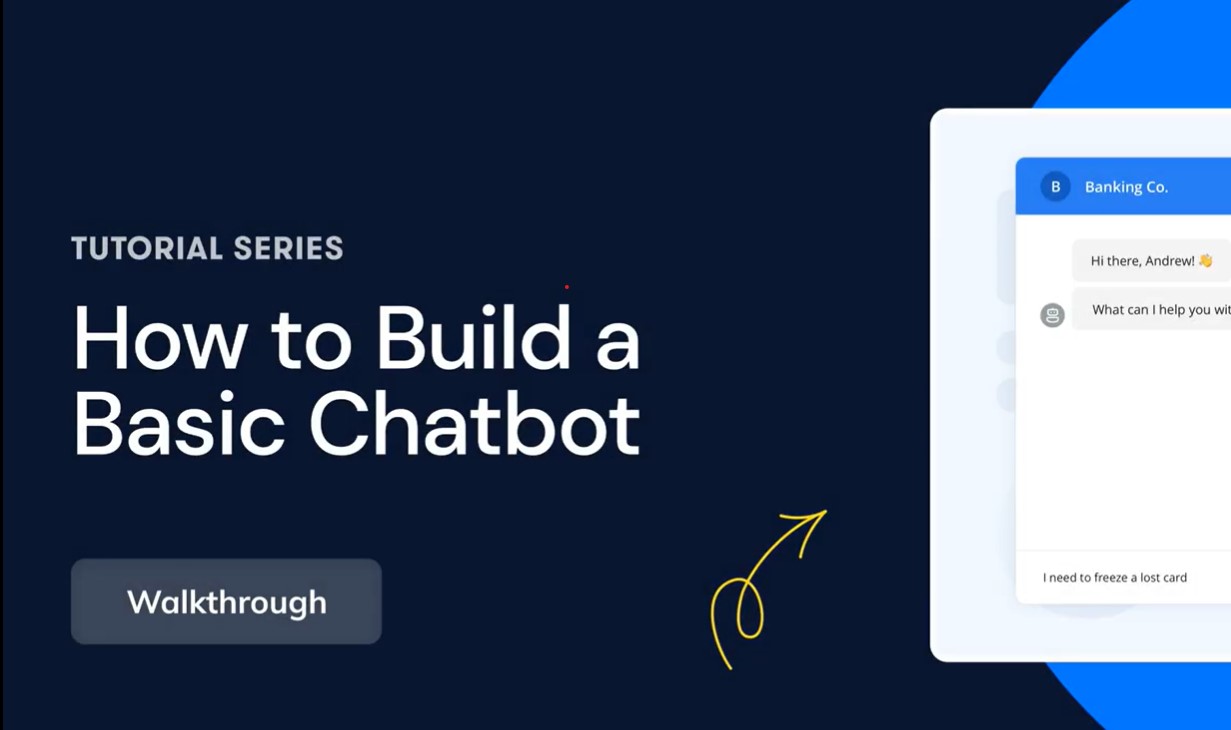 TUTORIAL SERIES
How to Build a
Basic Chatbot
Walkthrough
B Banking Co.
Hi there, Andrew! 👋
What can I help you
I need to freeze a lost card